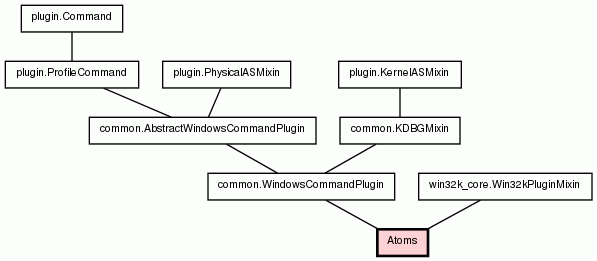 plugin.Command
plugin.ProfileCommand
plugin.PhysicalASMixin
plugin.KernelASMixin
common.AbstractWindowsCommandPlugin
common.KDBGMixin
common.WindowsCommandPlugin
win32k_core.Win32kPluginMixin
Atoms